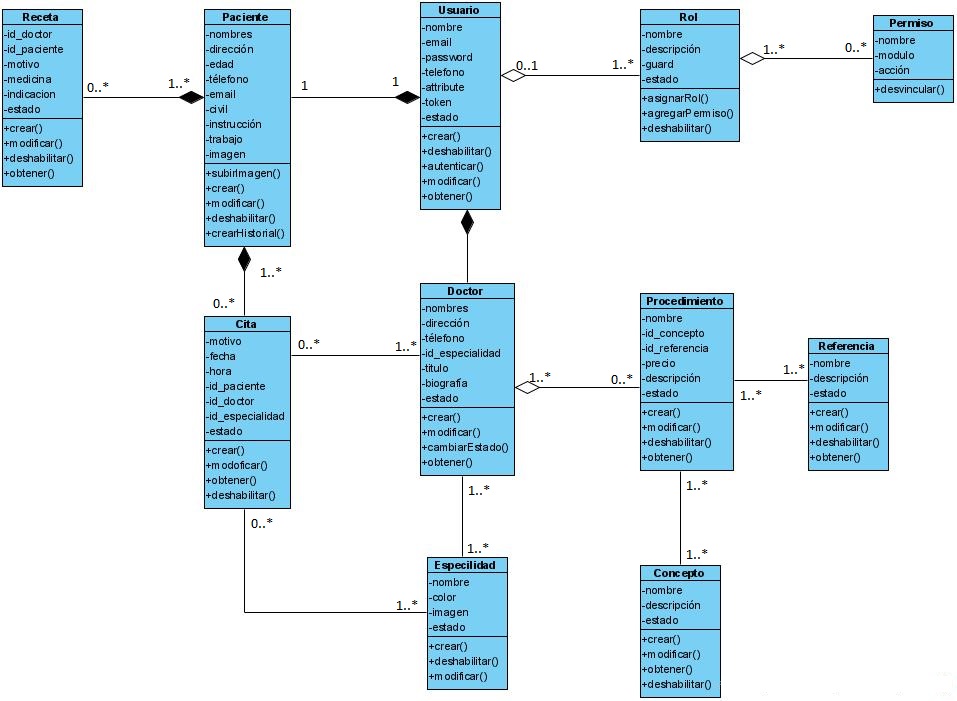 Receta
-id_doctor
-id_paciente
-motivo
-medicina
-indicacion
-estado
+crear()
+modificar()
+deshabilitar()
+obtener()
0..*
1..*
Paciente
-nombres
-dirección
-edad
-télefono
-email
-civil
-instrucción
-trabajo
-imagen
+subirImagen()
+crear()
+modificar()
+deshabilitar()
+crearHistorial()
1
1
Usuario
-nombre
-email
-password
-telefono
-attribute
-token
-estado
+crear()
+deshabilitar()
+autenticar()
+modificar()
+obtener()
0..1
1..*
Rol
-nombre
-descripción
-guard
-estado
+asignarRol()
+agregarPermiso()
+deshabilitar()
1..*
0..*
Permiso
-nombre
-modulo
-acción
+desvincular()
1..*
0..*
Cita
-motivo
-fecha
-hora
-id_paciente
-id_doctor
-id_especialidad
-estado
+crear()
+modoficar()
+obtener()
+deshabilitar()
0..*
1..*
Doctor
-nombres
-dirección
-télefono
-id_especialidad
-titulo
-biografía
-estado
+crear()
+modificar()
+cambiarEstado()
+obtener()
1..*
0..*
Procedimiento
-nombre
-id_concepto
-id_referencia
-precio
-descripción
-estado
+crear()
+modificar()
+deshabilitar()
+obtener()
1..*
1..*
Referencia
-nombre
-descripción
-estado
+crear()
+modificar()
+deshabilitar()
+obtener()
0..*
1..*
1..*
1..*
Especilidad
-nombre
-color
-imagen
-estado
+crear()
+deshabilitar()
+modificar()
1..*
1..*
Concepto
-nombre
-descripción
-estado
+crear()
+modificar()
+obtener()
+deshabilitar()